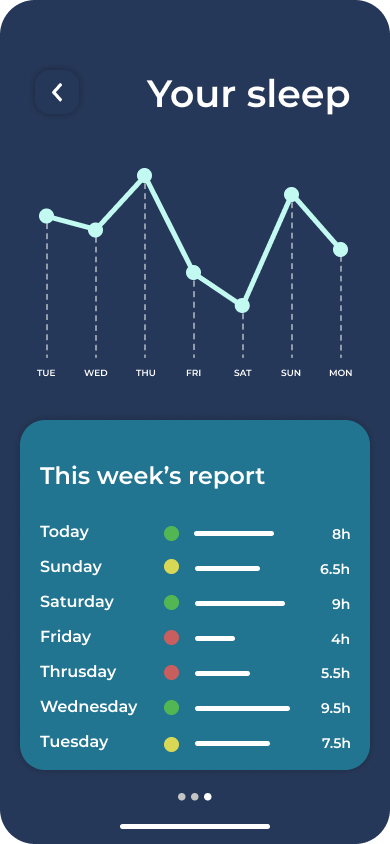 Your sleep
TUE WED THU FRI SAT SUN MON
This week's report
Today 8h
Sunday 6.5h
Saturday 9h
Friday 4h
Thrusday 5.5h
Wednesday 9.5h
Tuesday 7.5h